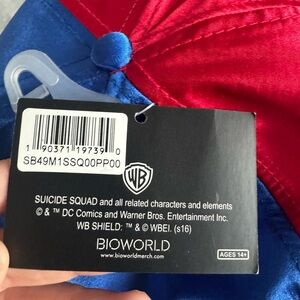 1 90371 19739 0
SB49M1SSQ00PP00
WB
SUICIDE SQUAD and all related characters and elements
© & ™ DC Comics and Warner Bros. Entertainment Inc.
WB SHIELD: ™ & © WBEI. (s16)
BIOWORLD
www.bioworldmerch.com
AGES 14+